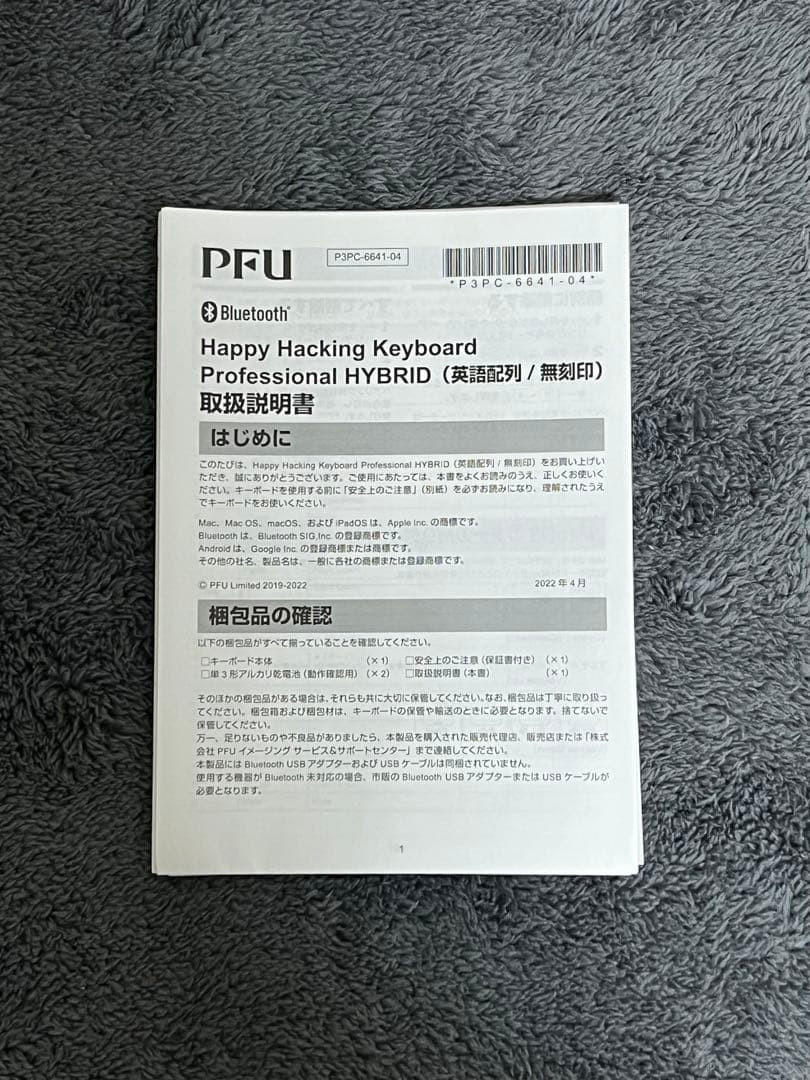 PFU
P3PC-6641-04
*P3PC-6641-04*
Bluetooth®
Happy Hacking Keyboard
Professional HYBRID（英語配列 / 無刻印）
取扱説明書
はじめに
このたびは、Happy Hacking Keyboard Professional HYBRID（英語配列 / 無刻印）をお買い上げい
ただき、誠にありがとうございます。ご使用にあたっては、本書をよくお読みのうえ、正しくお使いく
ださい。キーボードを使用する前に「安全上のご注意」（別紙）を必ずお読みになり、理解されたうえ
でキーボードをお使いください。
Mac、Mac OS、macOS、および iPadOS は、Apple Inc. の商標です。
Bluetooth は、Bluetooth SIG,Inc. の登録商標です。
Android は、Google Inc. の登録商標または商標です。
その他の社名、製品名は、一般に各社の商標または登録商標です。
© PFU Limited 2019-2022
2022 年 4 月
梱包品の確認
以下の梱包品がすべて揃っていることを確認してください。
□キーボード本体 （× 1） □安全上のご注意（保証書付き）（× 1）
□単 3 形アルカリ乾電池（動作確認用）（× 2） □取扱説明書（本書） （× 1）
そのほかの梱包品がある場合は、それらも共に大切に保管してください。なお、梱包品は丁寧に取り扱っ
てください。梱包箱および梱包材は、キーボードの保管や輸送のときに必要となります。捨てないで
保管してください。
万一、足りないものや不良品がありましたら、本製品を購入された販売代理店、販売店または「株式
会社 PFU イメージング サービス&サポートセンター」まで連絡してください。
本製品には Bluetooth USB アダプターおよび USB ケーブルは同梱されていません。
使用する機器が Bluetooth 未対応の場合、市販の Bluetooth USB アダプターまたは USB ケーブルが
必要となります。
1